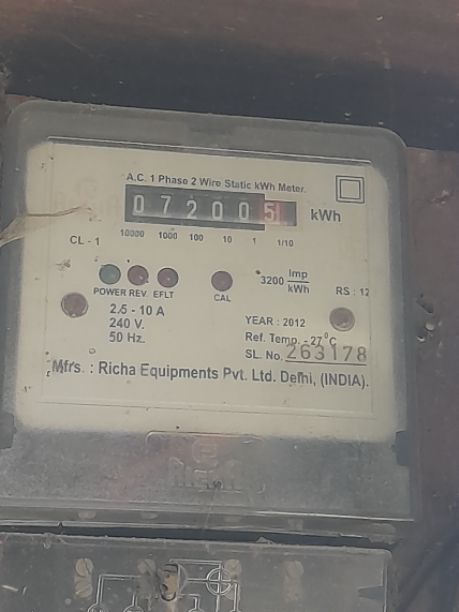 A.C. 1 Phase 2 Wire Static kWh Meter.
0 7 2 0 0 5 kWh
10000 1000 100 10 1 1/10
CL - 1
POWER REV. EFLT CAL 3200 Imp/kWh RS : 12
2.5 - 10 A
240 V.
50 Hz.
YEAR : 2012
Ref. Temp. - 27°C
SL. No. 263178
Mfrs. : Richa Equipments Pvt. Ltd. Delhi, (INDIA).